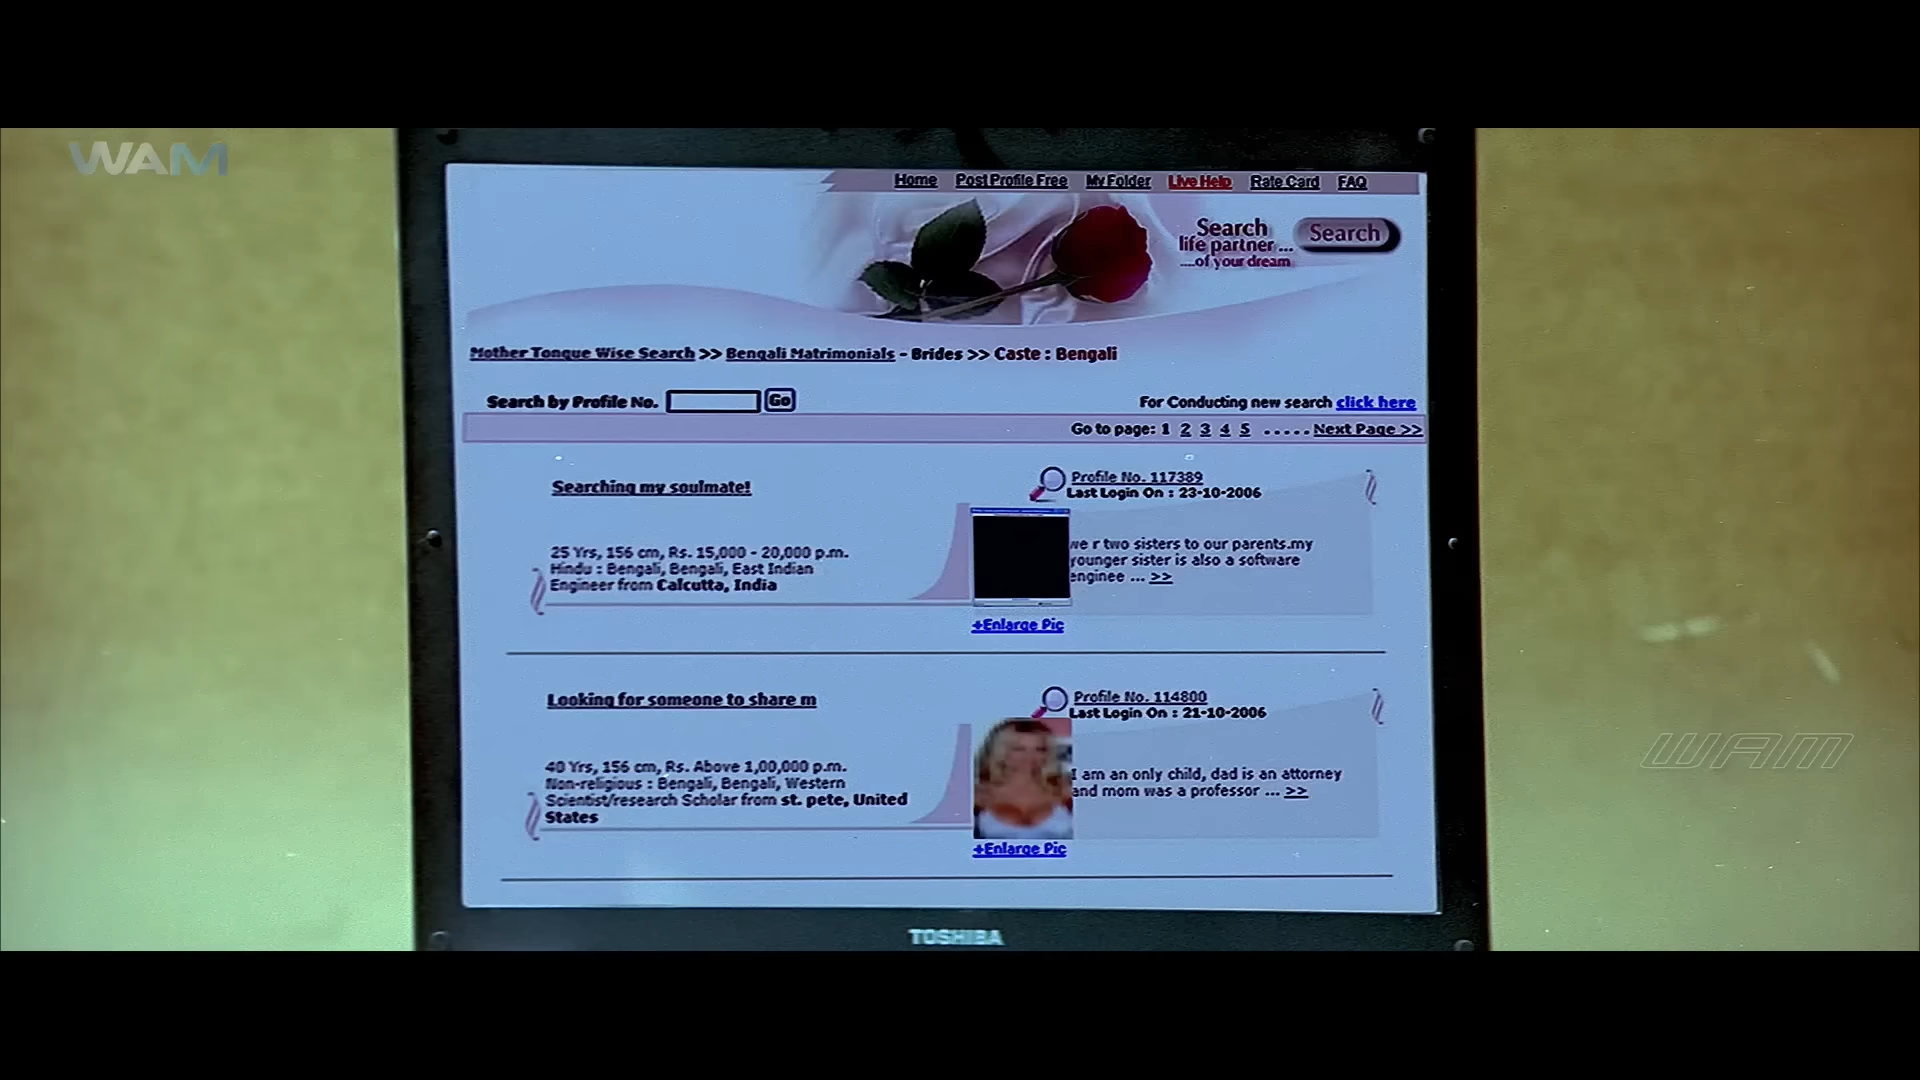 WAM
Home Post Profile Free My Folder Live Help Rate Card FAQ
Search
life partner ...
....of your dream
Search
Mother Tongue Wise Search >> Bengali Matrimonials - Brides >> Caste : Bengali
Search by Profile No. Go
For Conducting new search click here
Go to page: 1 2 3 4 5 ..... Next Page >>
Searching my soulmate!
Profile No. 117389
Last Login On : 23-10-2006
25 Yrs, 156 cm, Rs. 15,000 - 20,000 p.m.
Hindu : Bengali, Bengali, East Indian
Engineer from Calcutta, India
we r two sisters to our parents.my
younger sister is also a software
enginee ... >>
+Enlarge Pic
Looking for someone to share m
Profile No. 114800
Last Login On : 21-10-2006
40 Yrs, 156 cm, Rs. Above 1,00,000 p.m.
Non-religious : Bengali, Bengali, Western
Scientist/research Scholar from st. pete, United
States
I am an only child, dad is an attorney
and mom was a professor ... >>
+Enlarge Pic
WAM
TOSHIBA